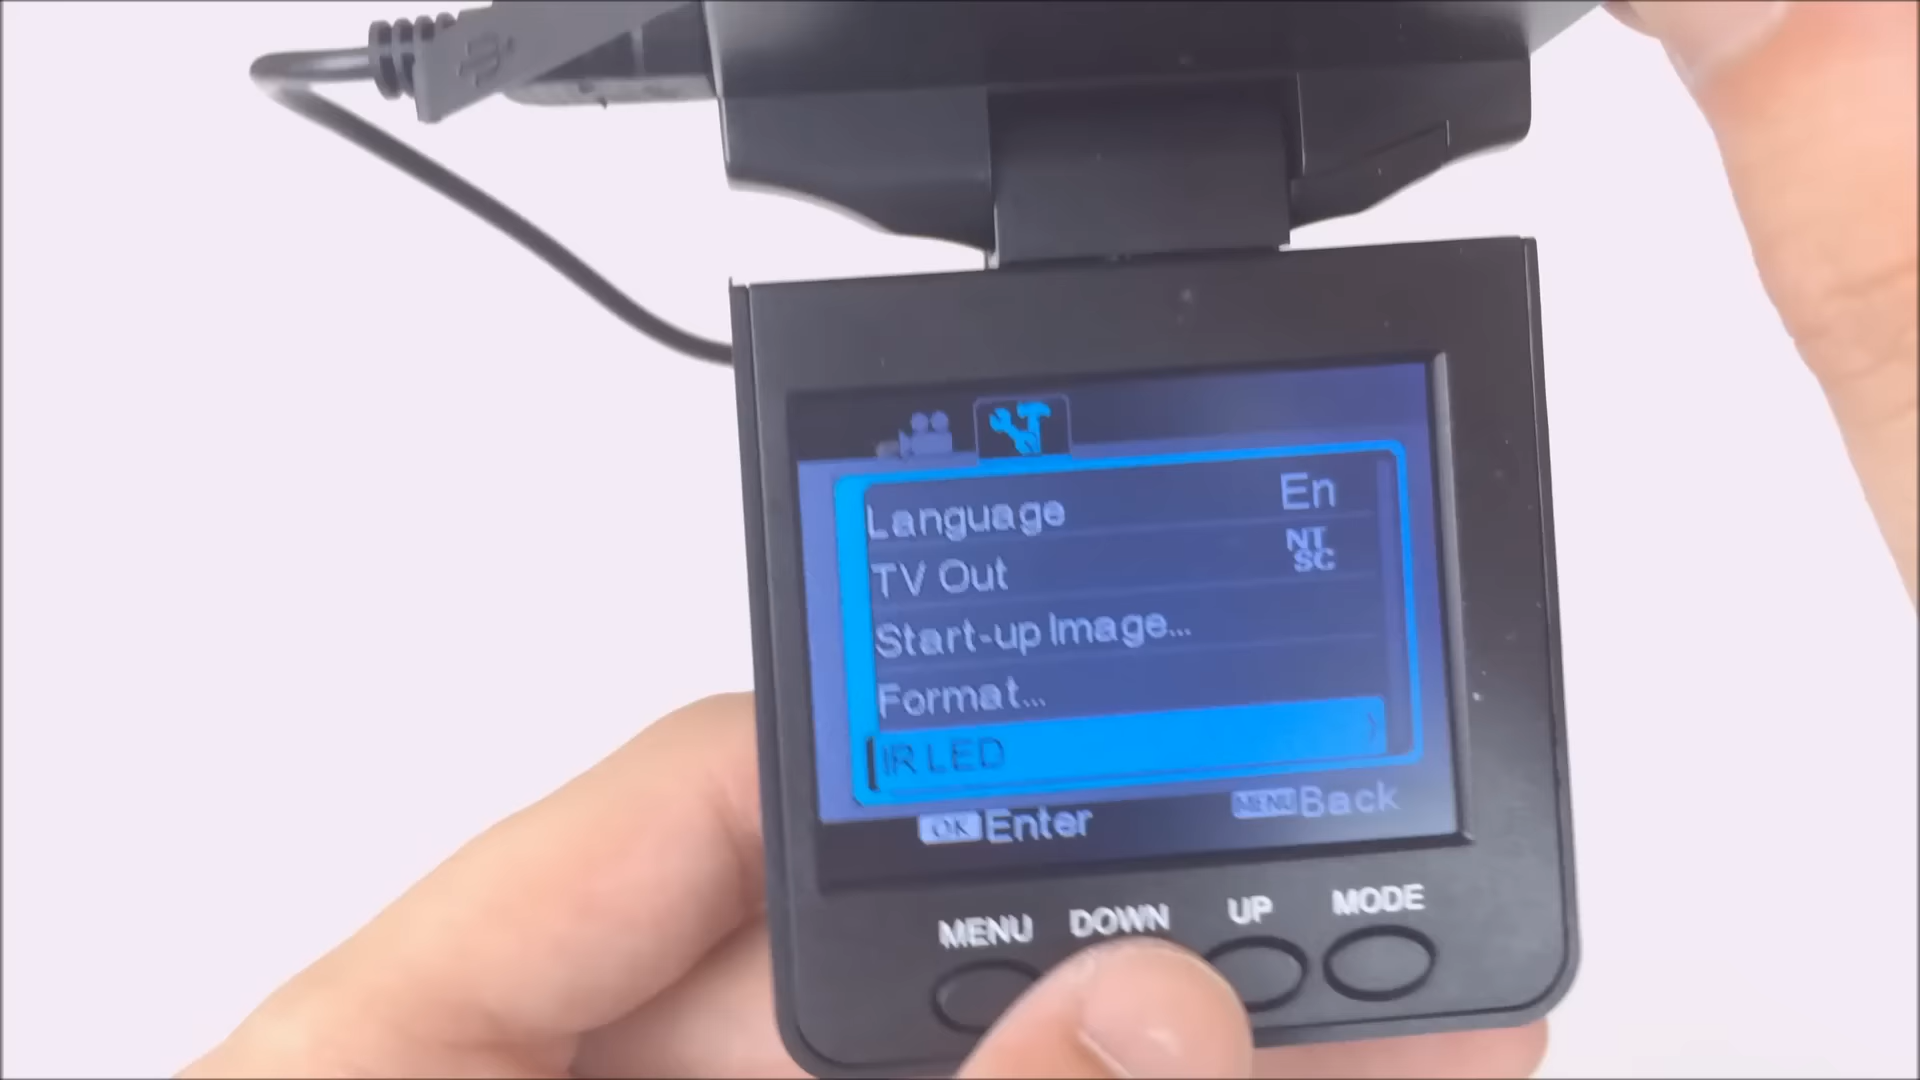 Language En
TV Out NT SC
Start-up Image...
Format...
IR LED
OK Enter MENU Back
MENU DOWN UP MODE